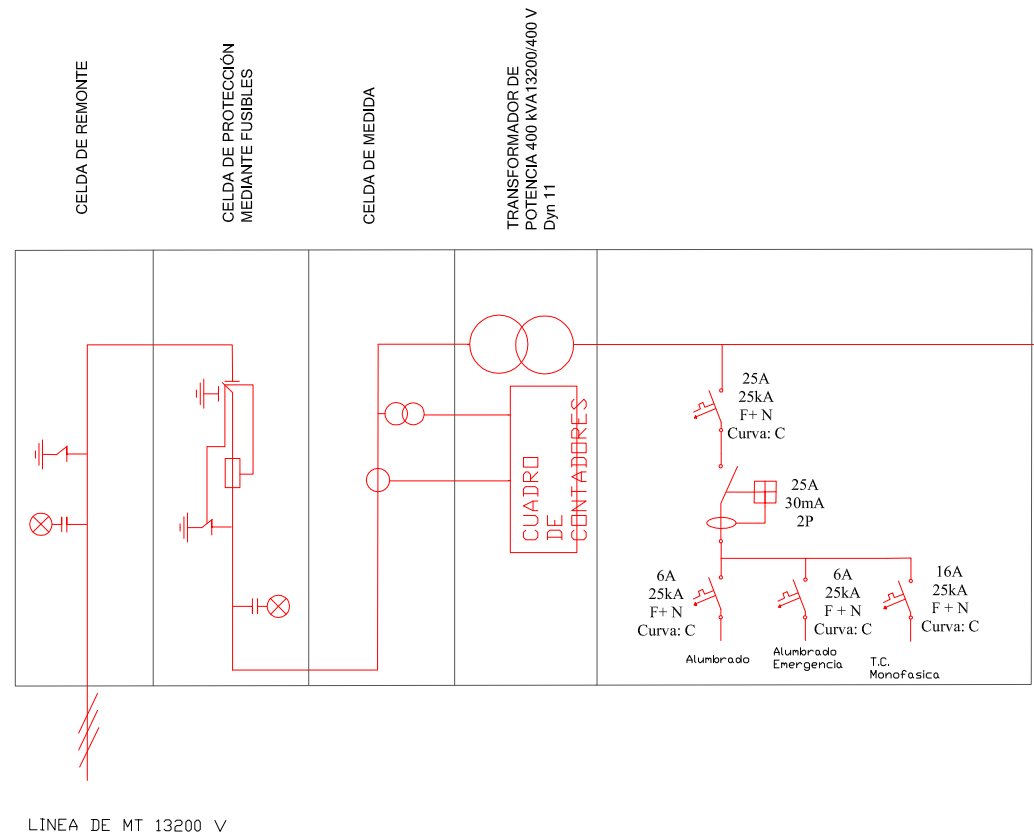 CELDA DE REMONTE
CELDA DE PROTECCIÓN
MEDIANTE FUSIBLES
CELDA DE MEDIDA
TRANSFORMADOR DE
POTENCIA 400 kVA13200/400 V
Dyn 11
CUADRO
DE
CONTADORES
25A
25kA
F+ N
Curva: C
25A
30mA
2P
6A
25kA
F+ N
Curva: C
Alumbrado
6A
25kA
F + N
Curva: C
Alumbrado
Emergencia
16A
25kA
F + N
Curva: C
T.C.
Monofasica
LINEA DE MT 13200 V